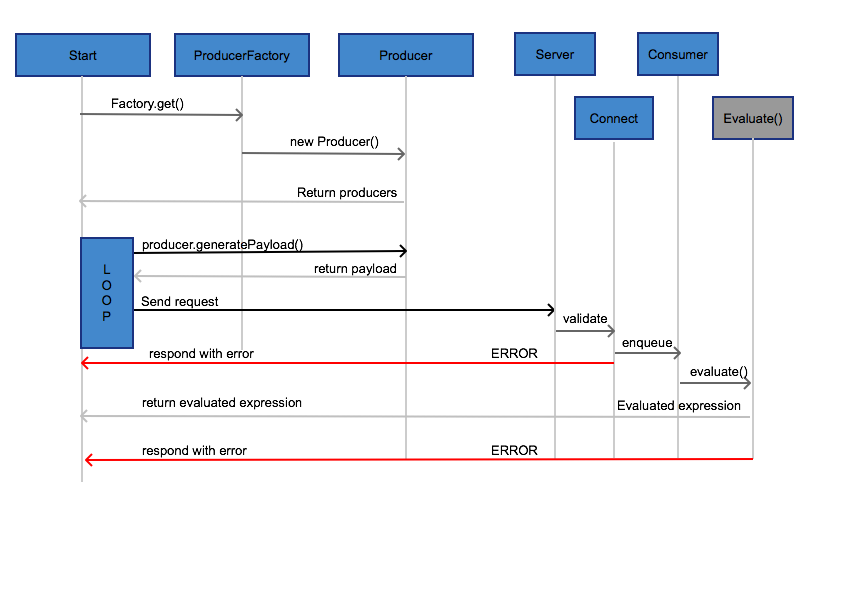 Start
ProducerFactory
Producer
Server
Consumer
Connect
Evaluate()
Factory.get()
new Producer()
Return producers
LOOP
producer.generatePayload()
return payload
Send request
validate
enqueue
respond with error
ERROR
evaluate()
return evaluated expression
Evaluated expression
respond with error
ERROR